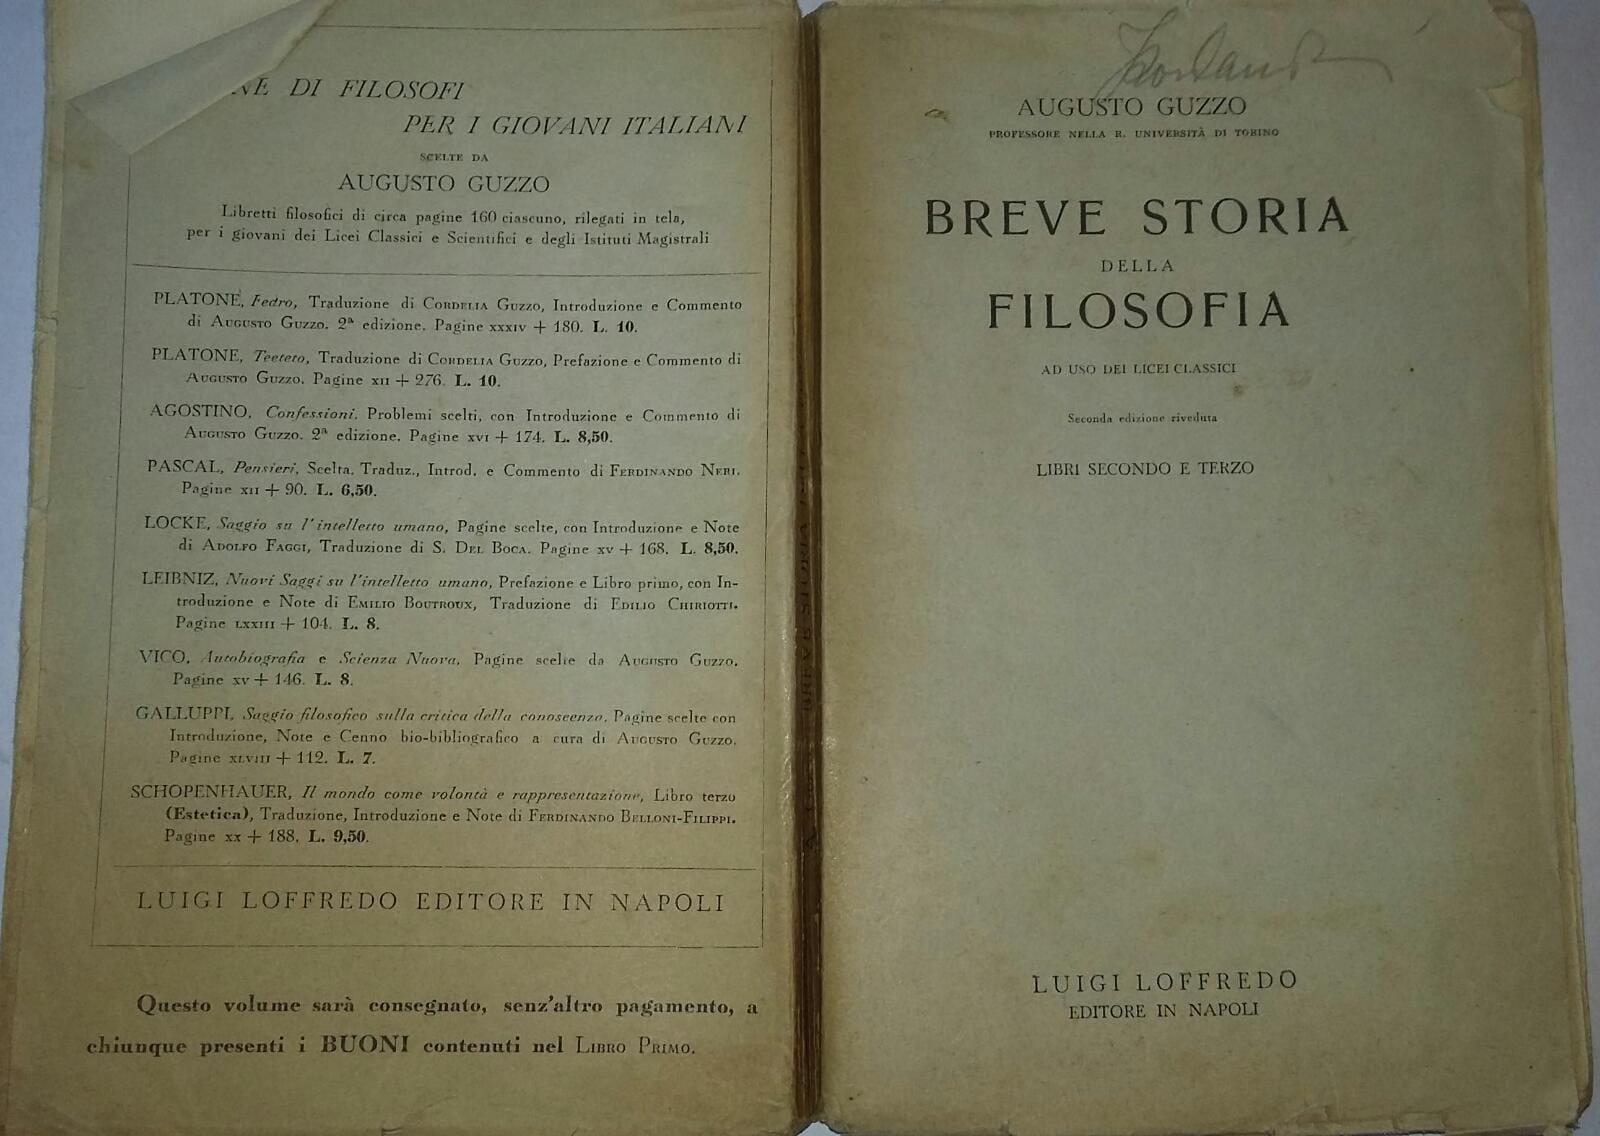 DI FILOSOFI
PER I GIOVANI ITALIANI
SCELTE DA
AUGUSTO GUZZO
Libretti filosofici di circa pagine 160 ciascuno, rilegati in tela,
per i giovani dei Licei Classici e Scientifici e degli Istituti Magistrali
PLATONE, Fedro, Traduzione di CORDELIA GUZZO, Introduzione e Commento
di AUGUSTO GUZZO. 2ª edizione. Pagine XXXIV + 180. L. 10.
PLATONE, Teeteto, Traduzione di CORDELIA GUZZO, Prefazione e Commento di
AUGUSTO GUZZO. Pagine XII + 276. L. 10.
AGOSTINO, Confessioni. Problemi scelti, con Introduzione e Commento di
AUGUSTO GUZZO. 2ª edizione. Pagine XVI + 174. L. 8,50.
PASCAL, Pensieri, Scelta, Traduz., Introd. e Commento di FERDINANDO NERI.
Pagine XII + 90. L. 6,50.
LOCKE, Saggio su l'intelletto umano, Pagine scelte, con Introduzione e Note
di ADOLFO FAGGI, Traduzione di S. DEL BOCA. Pagine XV + 168. L. 8,50.
LEIBNIZ, Nuovi Saggi su l'intelletto umano, Prefazione e Libro primo, con In-
troduzione e Note di EMILIO BOUTROUX, Traduzione di EDILIO CHIRIOTTI.
Pagine LXXIII + 104. L. 8.
VICO, Autobiografia e Scienza Nuova. Pagine scelte da AUGUSTO GUZZO.
Pagine XV + 146. L. 8.
GALLUPPI, Saggio filosofico sulla critica della conoscenza. Pagine scelte con
Introduzione, Note e Cenno bio-bibliografico a cura di AUGUSTO GUZZO.
Pagine XLVIII + 112. L. 7.
SCHOPENHAUER, Il mondo come volontà e rappresentazione, Libro terzo
(Estetica), Traduzione, Introduzione e Note di FERDINANDO BELLONI-FILIPPI.
Pagine XX + 188. L. 9,50.
LUIGI LOFFREDO EDITORE IN NAPOLI
Questo volume sarà consegnato, senz'altro pagamento, a
chiunque presenti i BUONI contenuti nel LIBRO PRIMO.
BREVE STORIA
AUGUSTO GUZZO
PROFESSORE NELLA R. UNIVERSITÀ DI TORINO
BREVE STORIA
DELLA
FILOSOFIA
AD USO DEI LICEI CLASSICI
Seconda edizione riveduta
LIBRI SECONDO E TERZO
LUIGI LOFFREDO
EDITORE IN NAPOLI